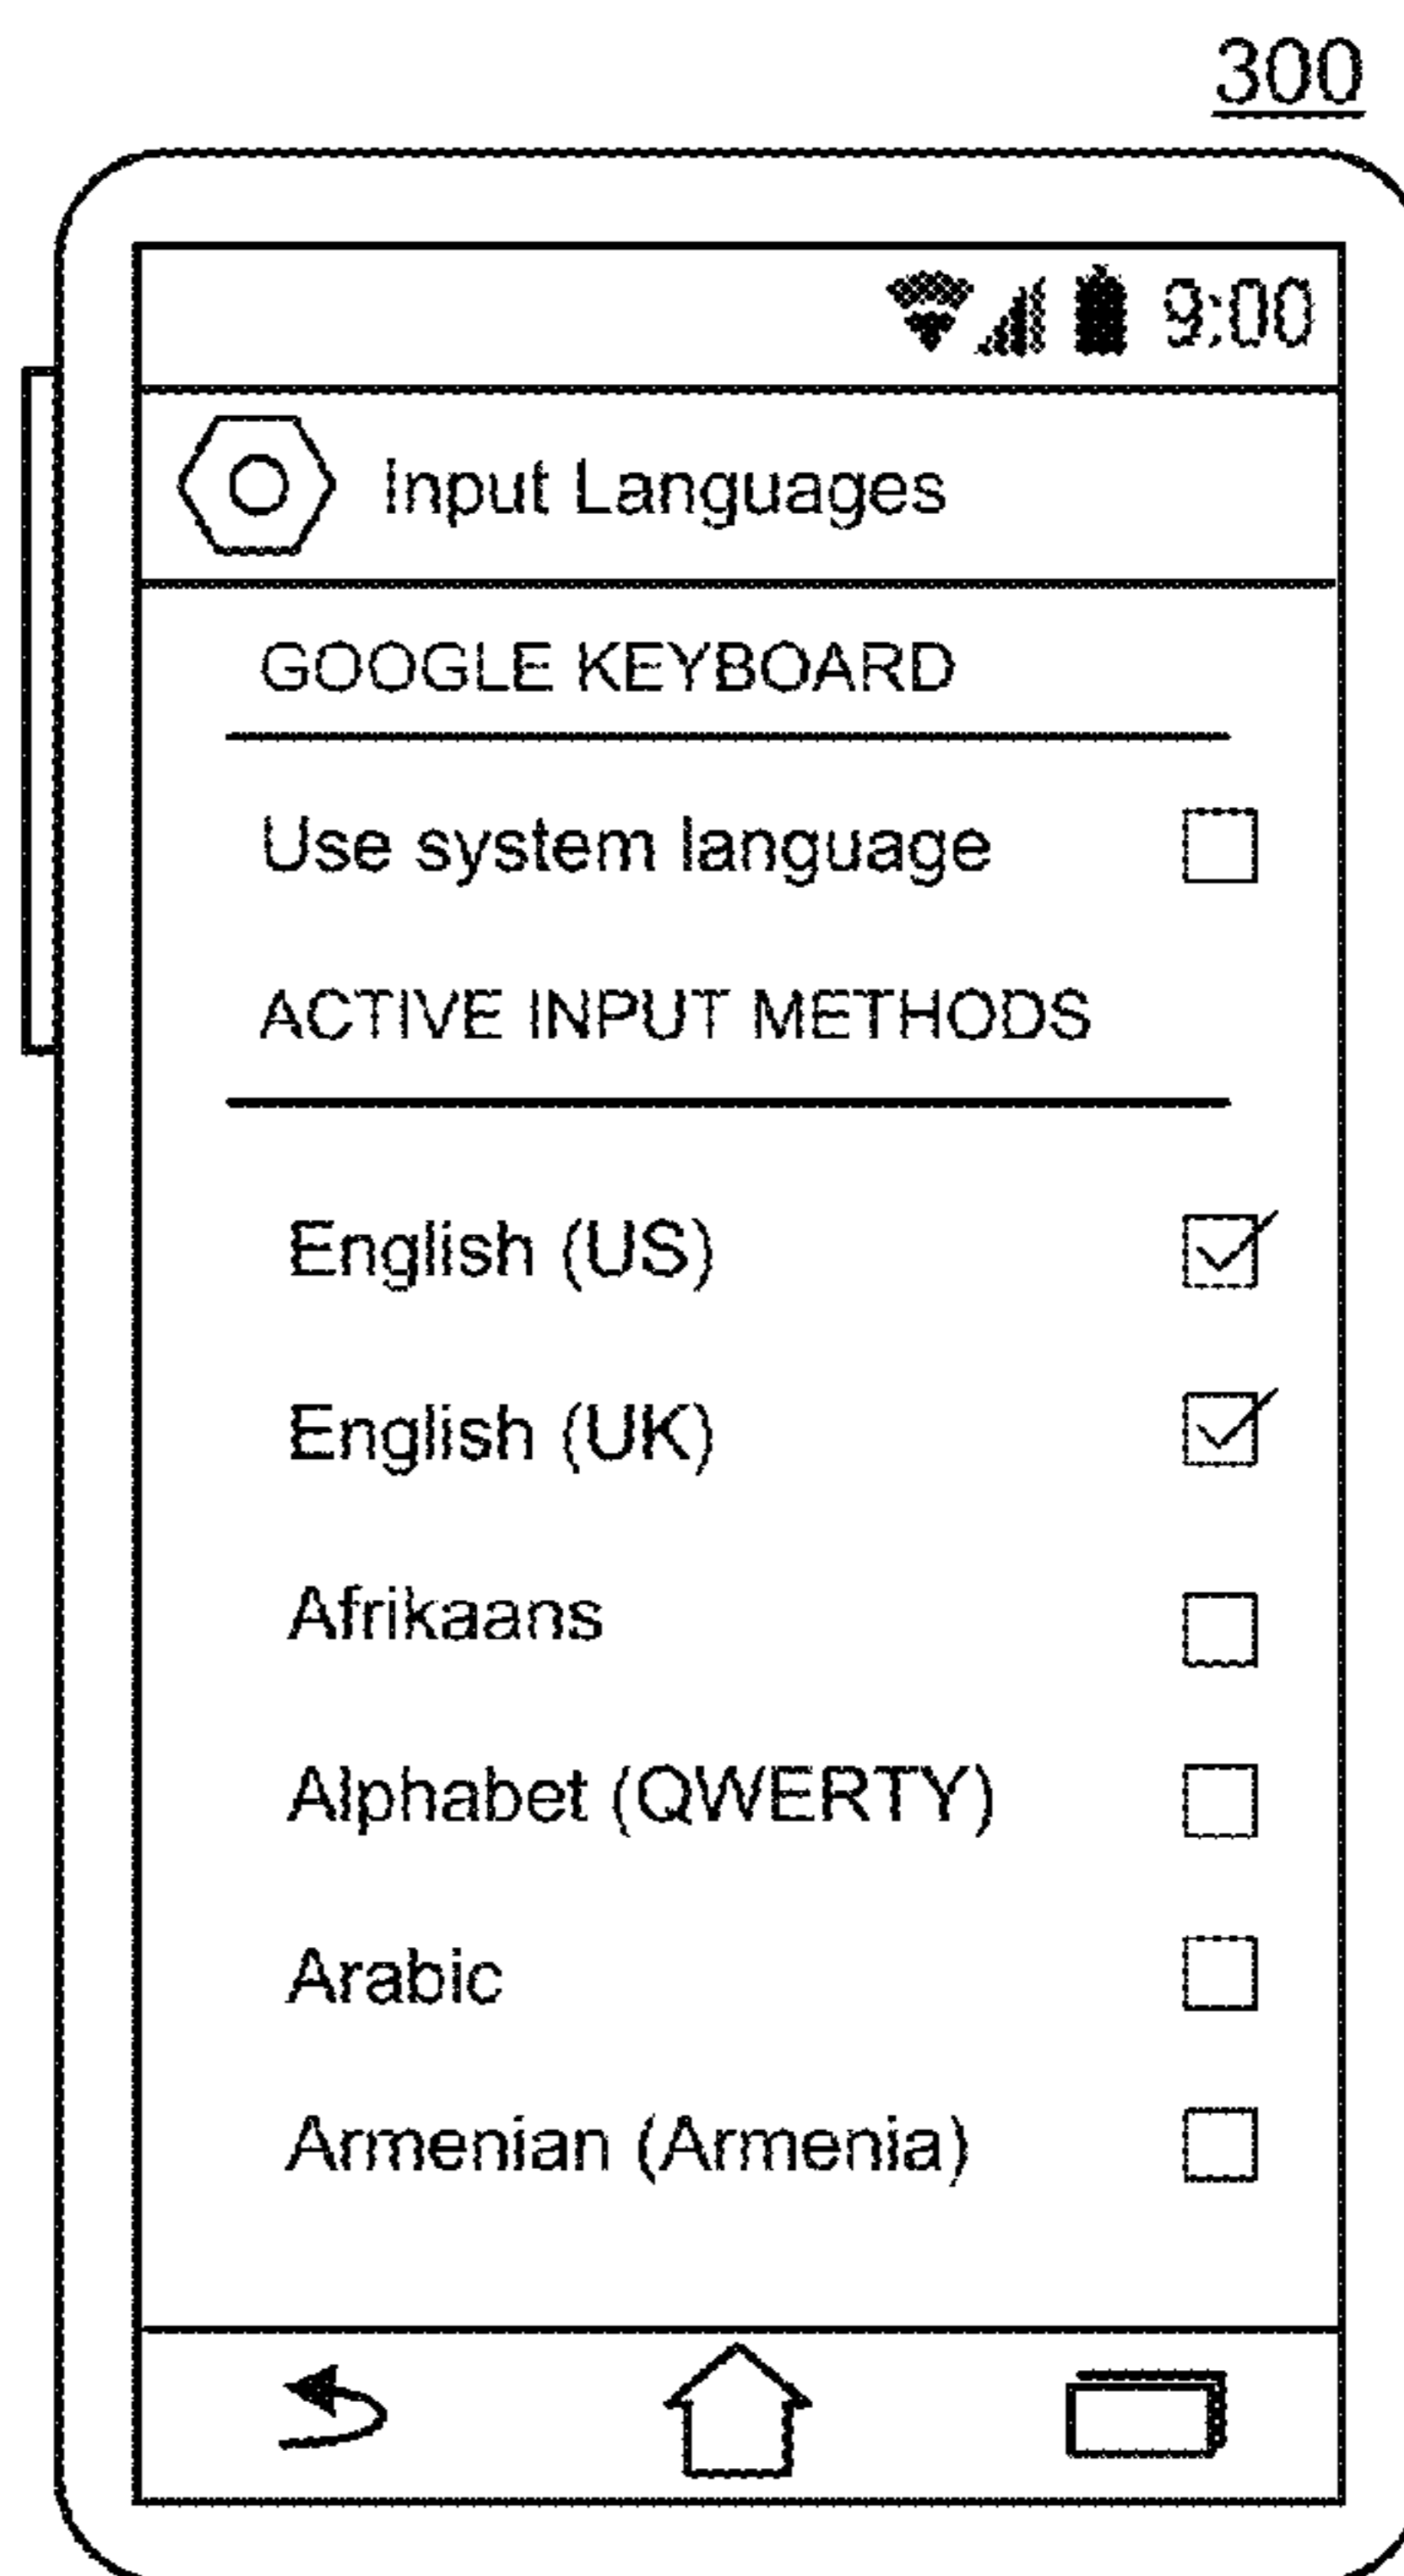 300
9:00
Input Languages
GOOGLE KEYBOARD
Use system language
ACTIVE INPUT METHODS
English (US)
English (UK)
Afrikaans
Alphabet (QWERTY)
Arabic
Armenian (Armenia)